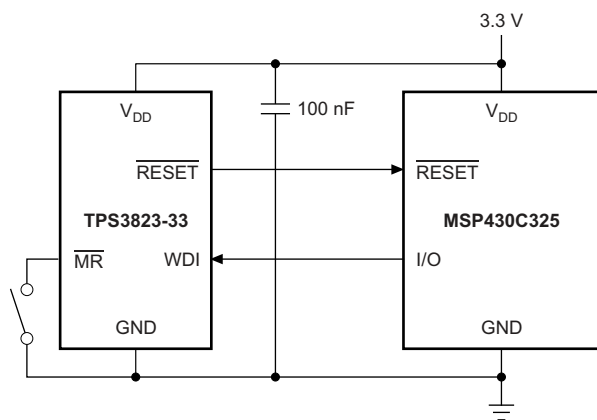 3.3 V
V_DD
100 nF
V_DD
RESET
RESET
TPS3823-33
MSP430C325
MR
WDI
I/O
GND
GND